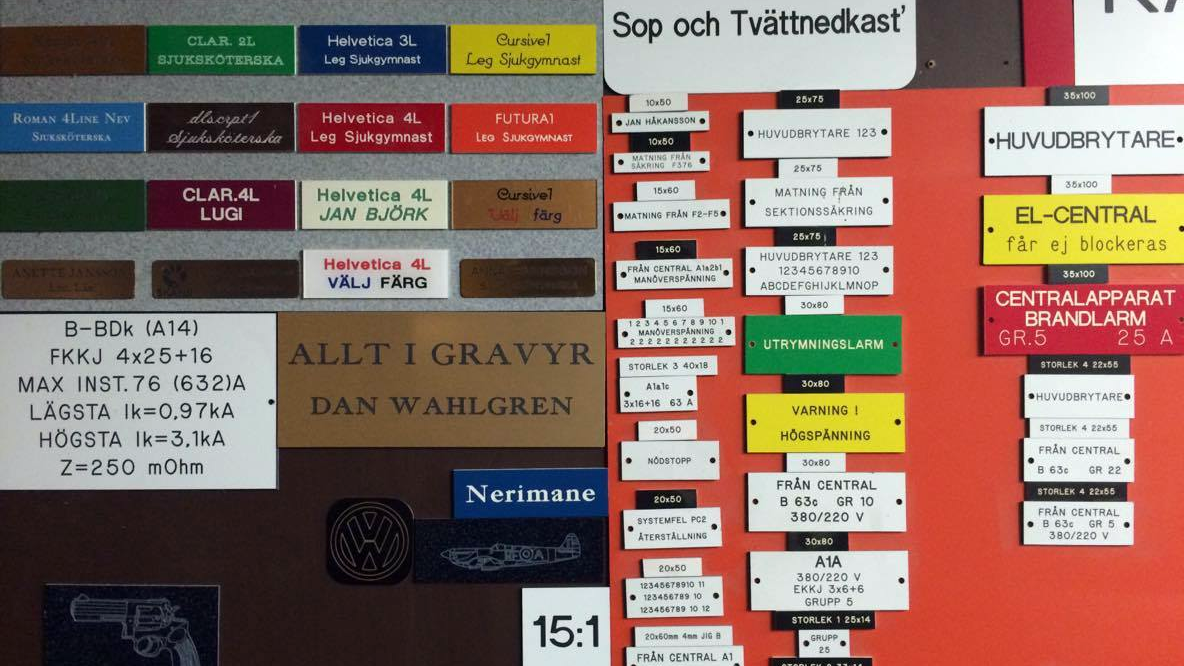 CLAR. 2L
SJUKSKÖTERSKA
Helvetica 3L
Leg Sjukgymnast
Cursive1
Leg Sjukgymnast
ROMAN 4LINE NEV
SJUKSKÖTERSKA
dlscrpt1
Sjuksköterska
Helvetica 4L
Leg Sjukgymnast
FUTURA1
LEG SJUKGYMNAST
CLAR.4L
LUGI
Helvetica 4L
JAN BJÖRK
Cursive1
Välj färg
ANETTE JANSSON
Helvetica 4L
VÄLJ FÄRG
B-BDk (A14)
FKKJ 4x25+16
MAX INST.76 (632)A
LÄGSTA Ik=0,97kA
HÖGSTA Ik=3,1kA
Z=250 mOhm
ALLT I GRAVYR
DAN WAHLGREN
Nerimane
15:1
Sop och Tvättnedkast'
10x50
JAN HÅKANSSON
10x50
MATNING FRÅN
SÄKRING F376
15x60
MATNING FRÅN F2-F5
15x60
FRÅN CENTRAL A1a2b1
MANÖVERSPÄNNING
15x60
1 2 3 4 5 6 7 8 9 10 1
MANÖVERSPÄNNING
2 2 2 2 2 2 2 2 2 2 2
STORLEK 3 40x18
A1a1c
3x16+16 63 A
20x50
NÖDSTOPP
20x50
SYSTEMFEL PC2
ÅTERSTÄLLNING
20x50
12345678910 11
123456789 10
123456789 10 12
20x60mm 4mm JIG B
FRÅN CENTRAL A1
25x75
HUVUDBRYTARE 123
25x75
MATNING FRÅN
SEKTIONSSÄKRING
25x75
HUVUDBRYTARE 123
12345678910
ABCDEFGHIJKLMNOP
30x80
UTRYMNINGSLARM
30x80
VARNING !
HÖGSPÄNNING
30x80
FRÅN CENTRAL
B 63c GR 10
380/220 V
30x80
A1A
380/220 V
EKKJ 3x6+6
GRUPP 5
STORLEK 1 25x14
GRUPP
25
35x100
HUVUDBRYTARE
35x100
EL-CENTRAL
får ej blockeras
35x100
CENTRALAPPARAT
BRANDLARM
GR.5 25 A
STORLEK 4 22x55
HUVUDBRYTARE
STORLEK 4 22x55
FRÅN CENTRAL
B 63c GR 22
STORLEK 4 22x55
FRÅN CENTRAL
B 63c GR 5
380/220 V